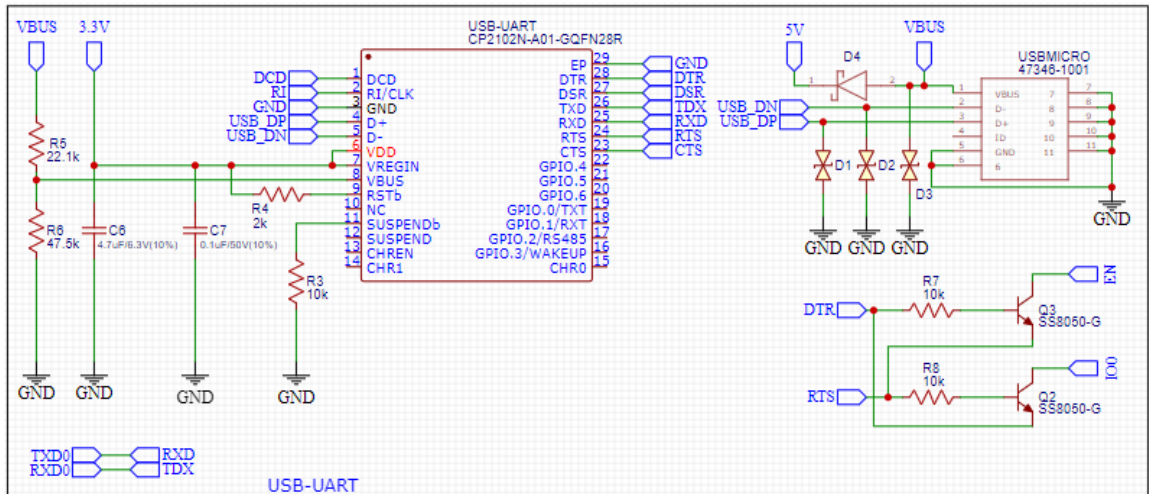 VBUS 3.3V
USB-UART
CP2102N-A01-GQFN28R
DCD 1 DCD EP 29 GND
RI 2 RI/CLK DTR 28 DTR
GND 3 GND DSR 27 DSR
USB_DP 4 D+ TXD 26 TDX
USB_DN 5 D- RXD 25 RXD
6 VDD RTS 24 RTS
7 VREGIN CTS 23 CTS
8 VBUS GPIO.4 22
9 RSTb GPIO.5 21
10 NC GPIO.6 20
11 SUSPENDb GPIO.0/TXT 19
12 SUSPEND GPIO.1/RXT 18
13 CHREN GPIO.2/RS485 17
14 CHR1 GPIO.3/WAKEUP 16
CHR0 15
R5
22.1k
R6
47.5k
C6
4.7uF/6.3V(10%)
C7
0.1uF/50V(10%)
R4
2k
R3
10k
GND GND GND GND
5V D4 VBUS
1 2
USBMICRO
47346-1001
1 VBUS 7 7
USB_DN 2 D- 8 8
USB_DP 3 D+ 9 9
4 ID 10 10
5 GND 11 11
6 6
D1 D2 D3
GND GND GND GND
DTR R7
10k
Q3
SS8050-G
EN
RTS R8
10k
Q2
SS8050-G
IO0
TXD0 RXD
RXD0 TDX
USB-UART